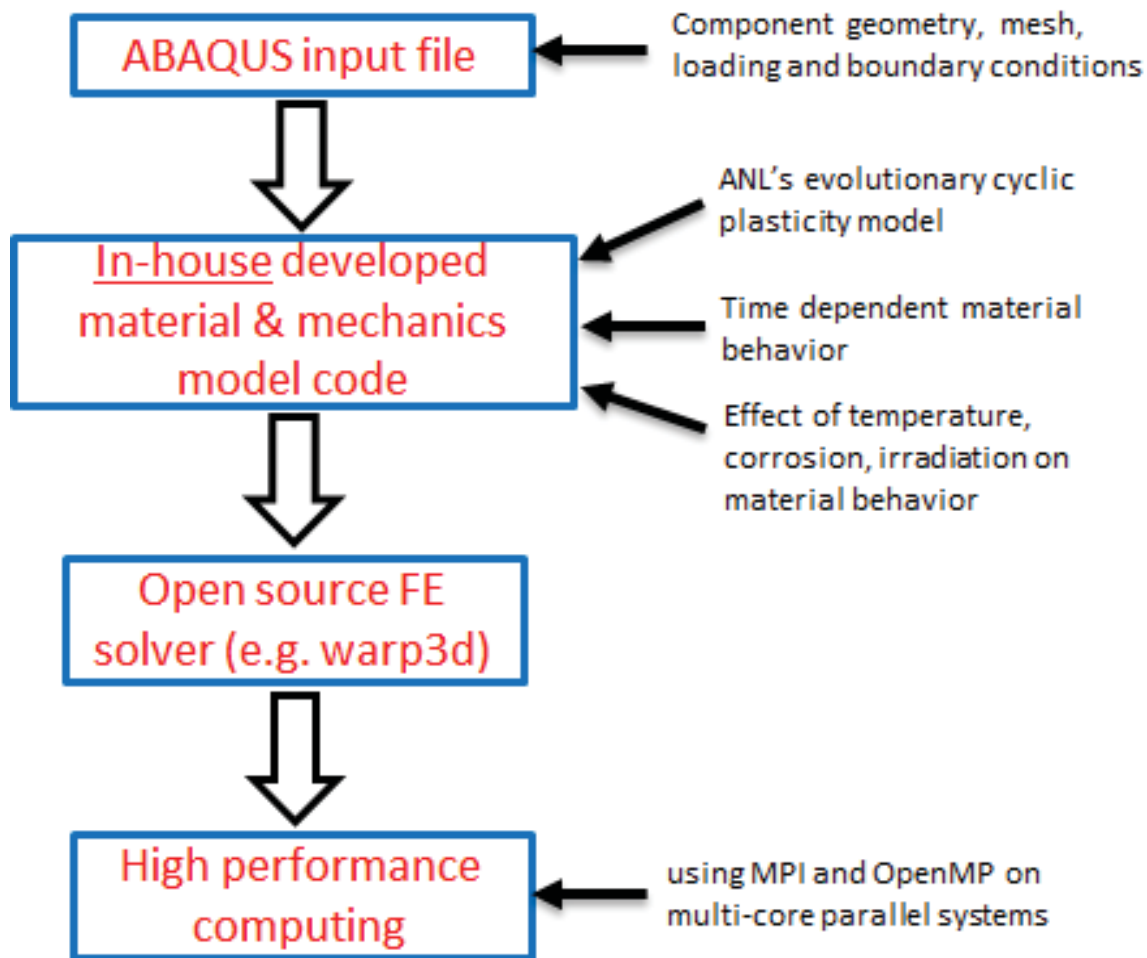 ABAQUS input file
Component geometry, mesh,
loading and boundary conditions
In-house developed
material & mechanics
model code
ANL's evolutionary cyclic
plasticity model
Time dependent material
behavior
Effect of temperature,
corrosion, irradiation on
material behavior
Open source FE
solver (e.g. warp3d)
High performance
computing
using MPI and OpenMP on
multi-core parallel systems